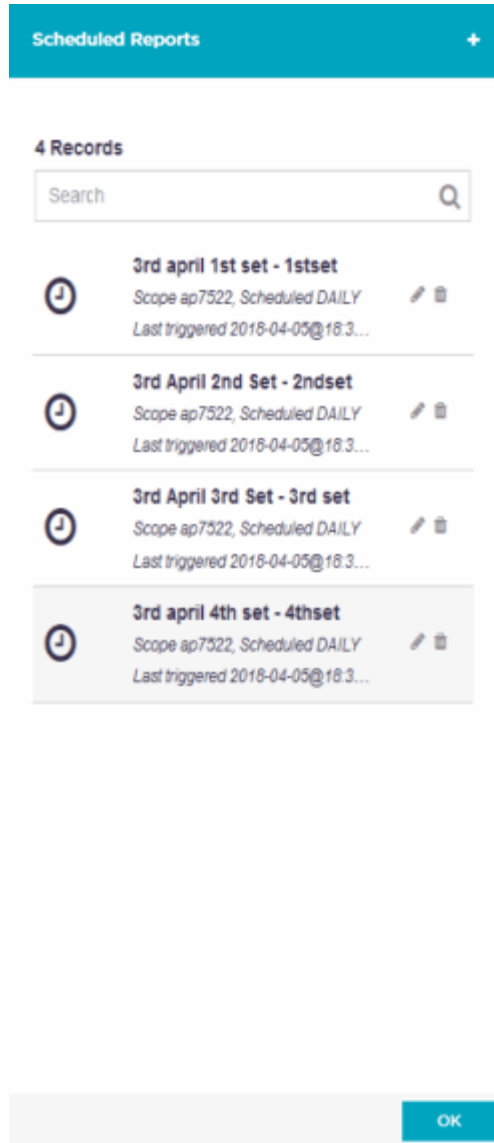 Scheduled Reports +
4 Records
Search
3rd april 1st set - 1stset
Scope ap7522, Scheduled DAILY
Last triggered 2018-04-05@18:3...
3rd April 2nd Set - 2ndset
Scope ap7522, Scheduled DAILY
Last triggered 2018-04-05@18:3...
3rd April 3rd Set - 3rd set
Scope ap7522, Scheduled DAILY
Last triggered 2018-04-05@18:3...
3rd april 4th set - 4thset
Scope ap7522, Scheduled DAILY
Last triggered 2018-04-05@18:3...
OK